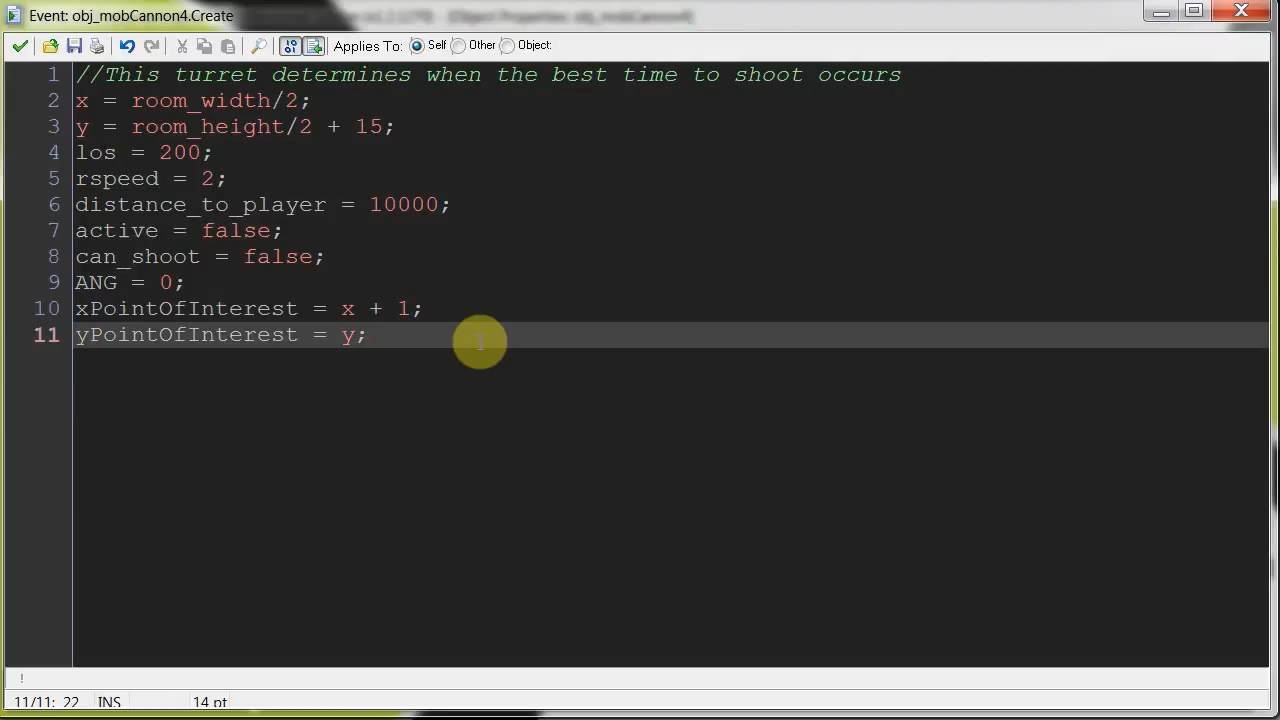 Event: obj_mobCannon4.Create
Applies To: Self Other Object:
1 //This turret determines when the best time to shoot occurs
2 x = room_width/2;
3 y = room_height/2 + 15;
4 los = 200;
5 rspeed = 2;
6 distance_to_player = 10000;
7 active = false;
8 can_shoot = false;
9 ANG = 0;
10 xPointOfInterest = x + 1;
11 yPointOfInterest = y;
!
11/11: 22 INS 14 pt